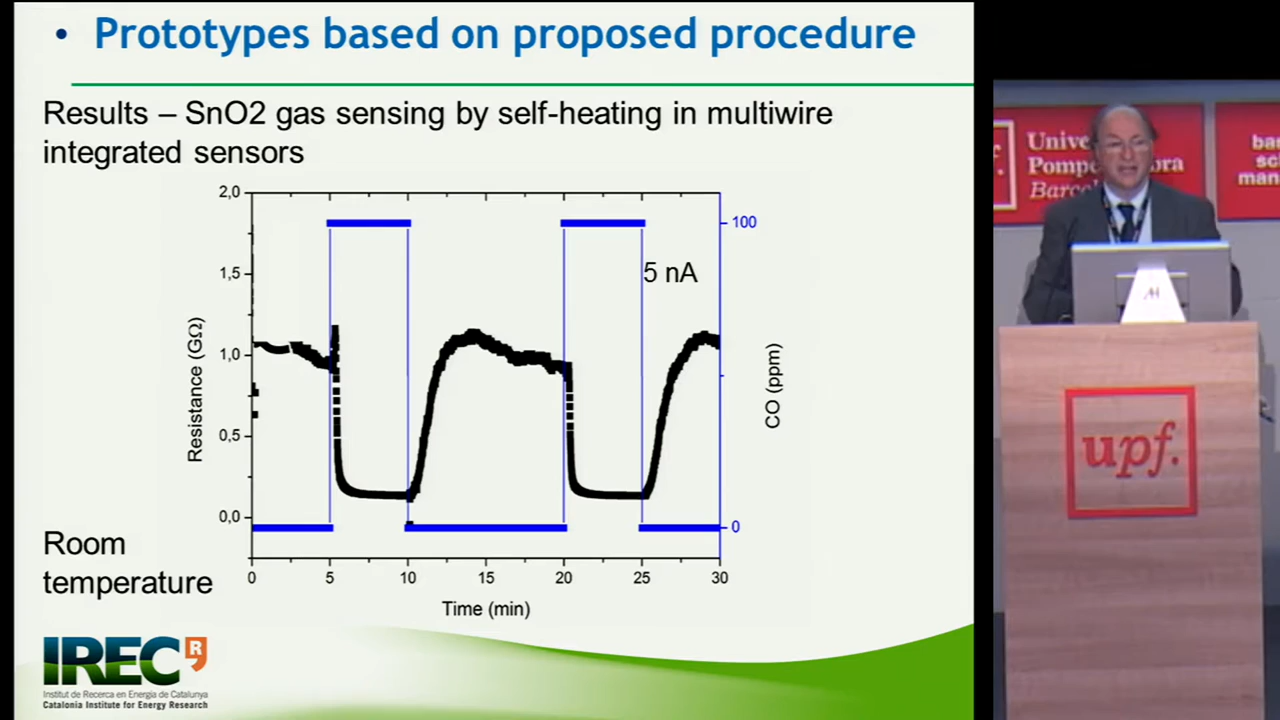 • Prototypes based on proposed procedure
Results – SnO2 gas sensing by self-heating in multiwire
integrated sensors
2,0
1,5
1,0
0,5
0,0
Resistance (GΩ)
100
0
CO (ppm)
5 nA
0 5 10 15 20 25 30
Time (min)
Room
temperature
IREC R
Institut de Recerca en Energia de Catalunya
Catalonia Institute for Energy Research
upf.
Barcel
upf.